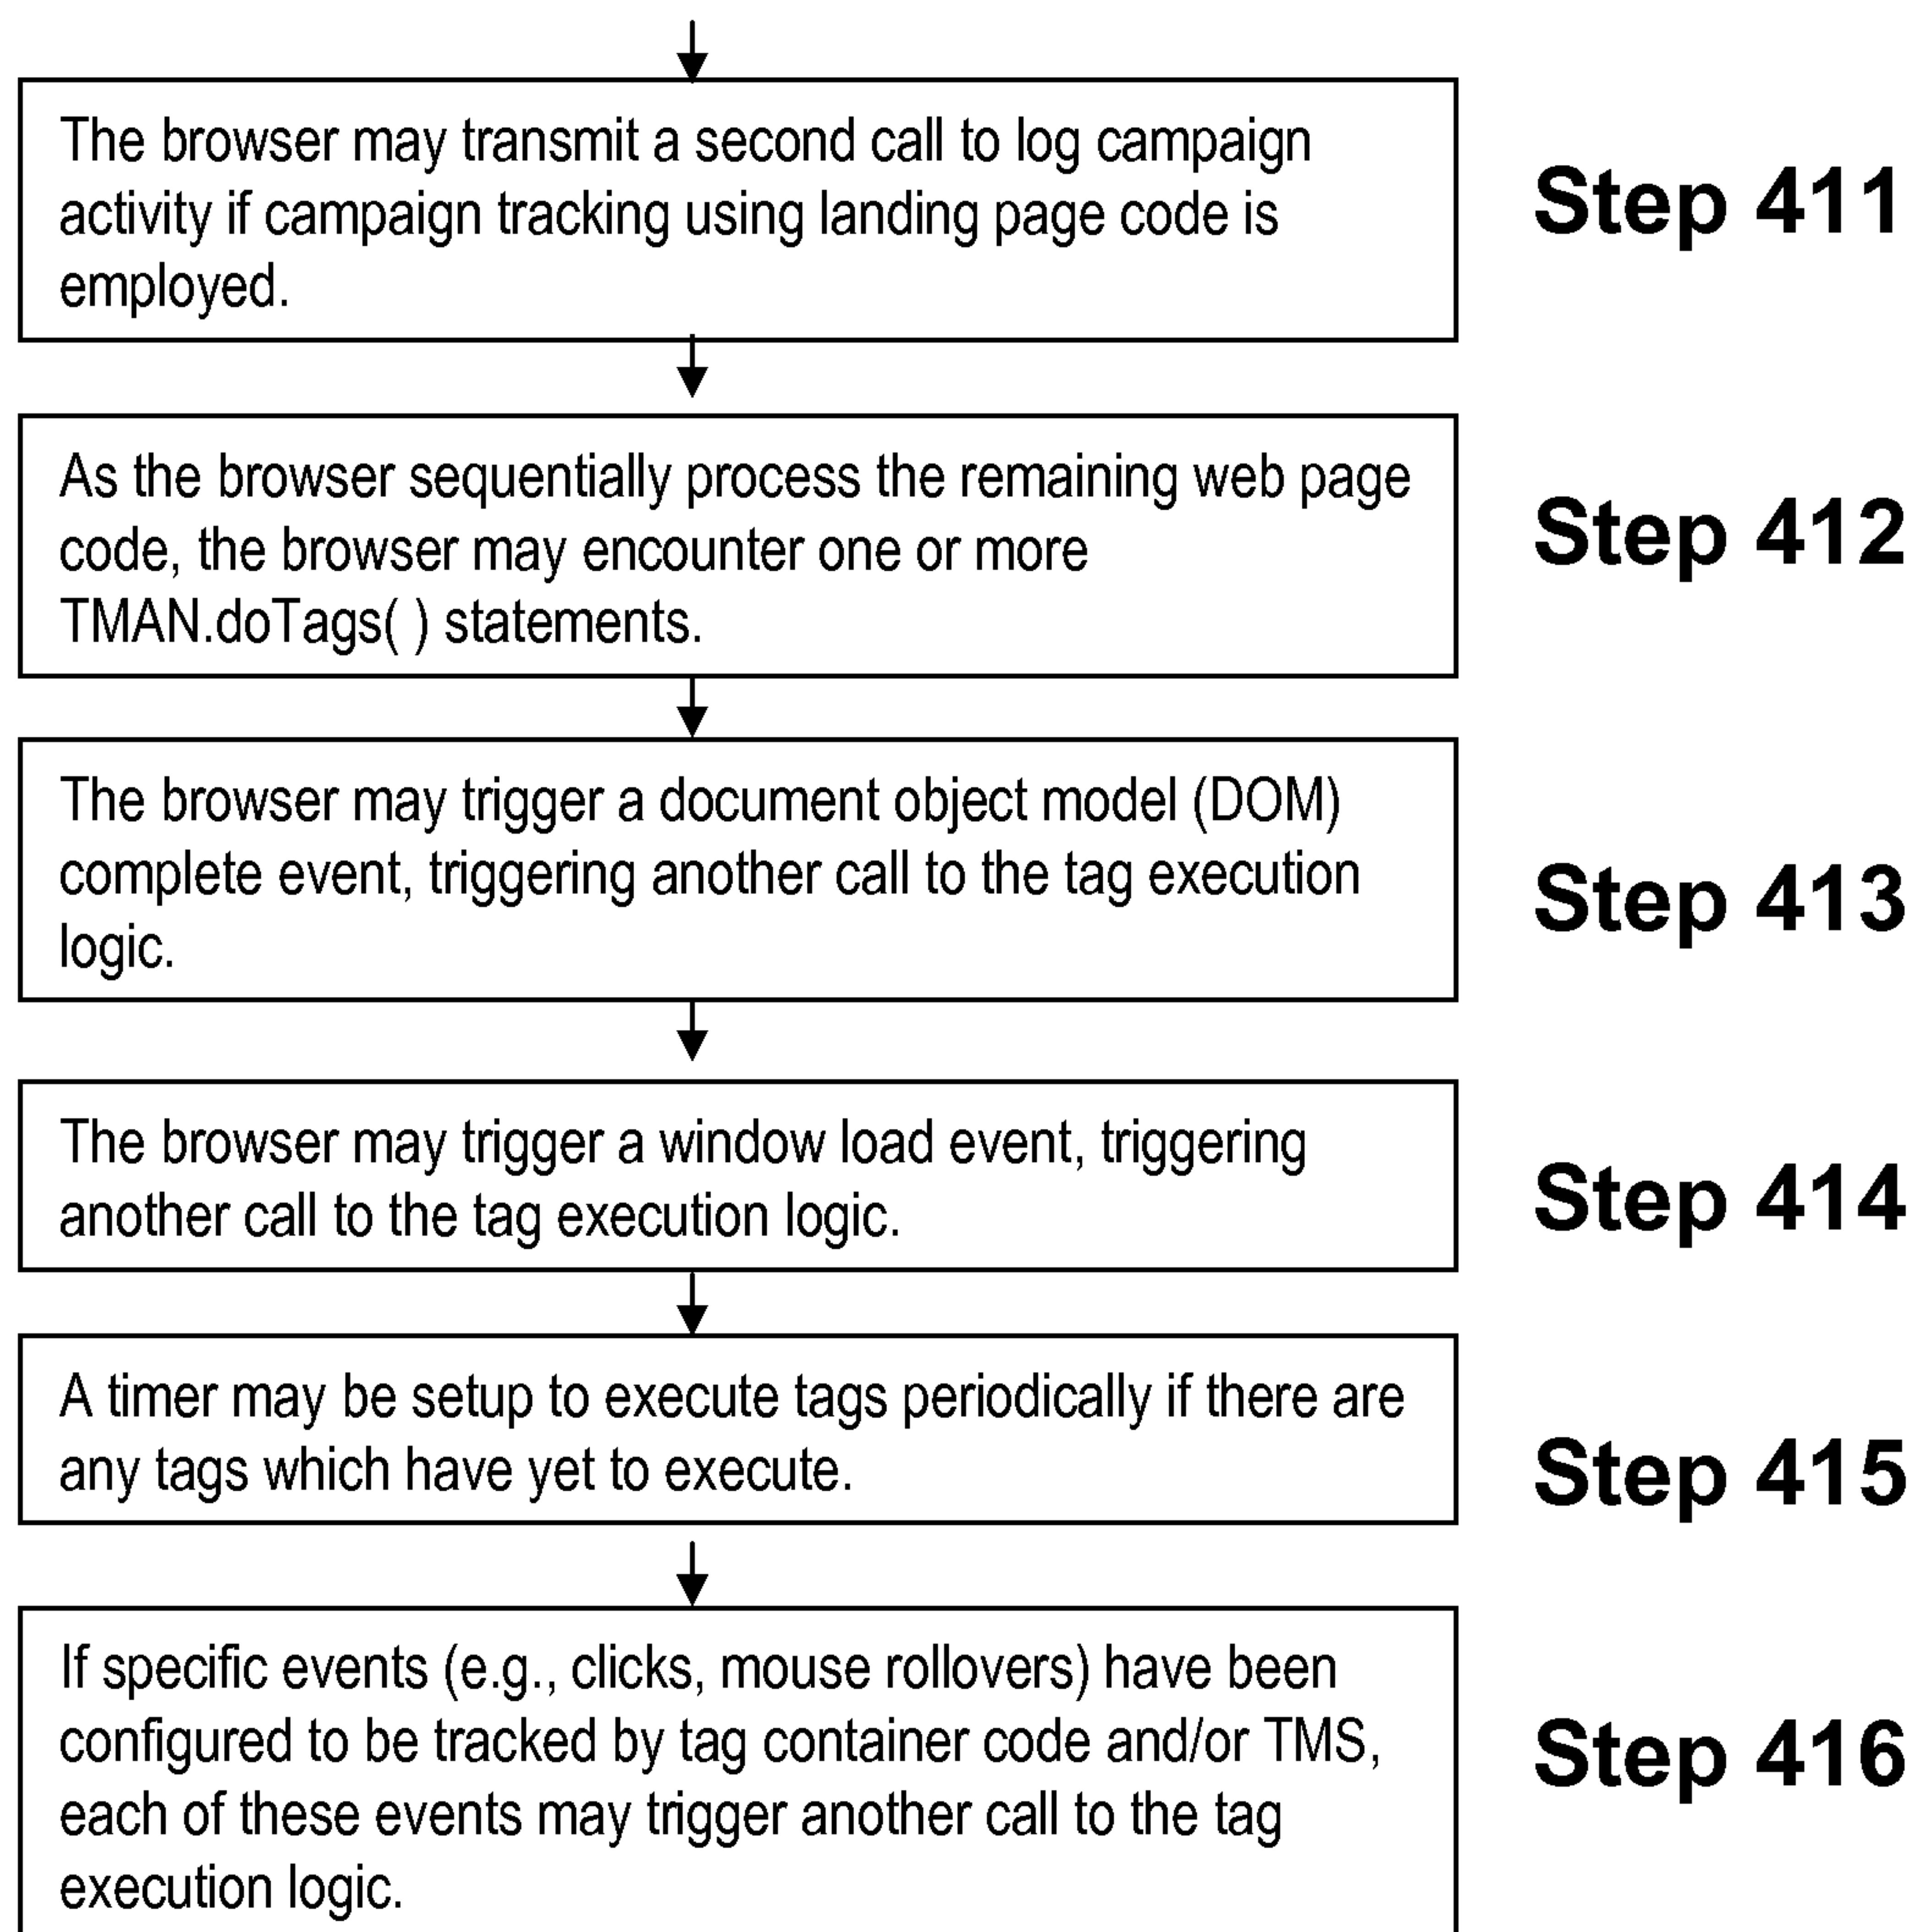 The browser may transmit a second call to log campaign
activity if campaign tracking using landing page code is
employed.
Step 411
As the browser sequentially process the remaining web page
code, the browser may encounter one or more
TMAN.doTags( ) statements.
Step 412
The browser may trigger a document object model (DOM)
complete event, triggering another call to the tag execution
logic.
Step 413
The browser may trigger a window load event, triggering
another call to the tag execution logic.
Step 414
A timer may be setup to execute tags periodically if there are
any tags which have yet to execute.
Step 415
If specific events (e.g., clicks, mouse rollovers) have been
configured to be tracked by tag container code and/or TMS,
each of these events may trigger another call to the tag
execution logic.
Step 416